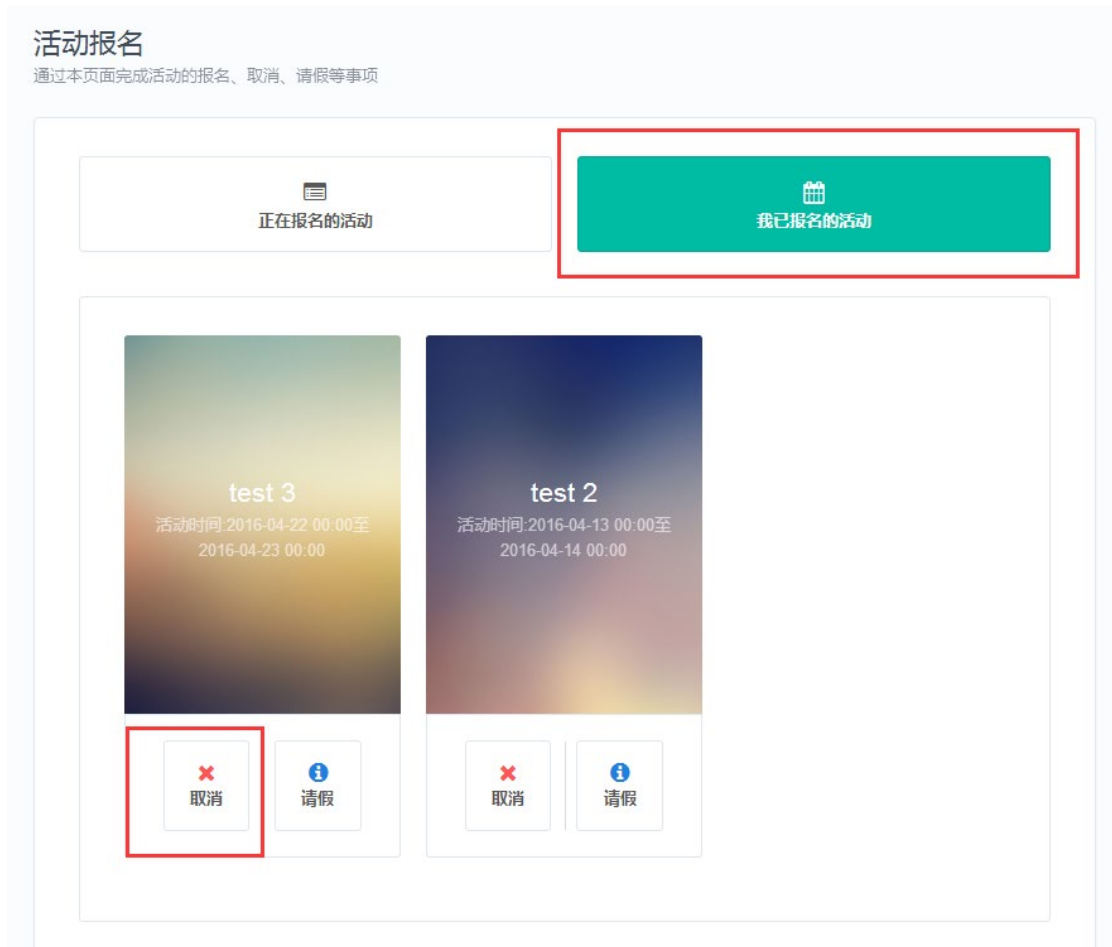 活动报名
通过本页面完成活动的报名、取消、请假等事项
正在报名的活动
我已报名的活动
test 3
活动时间:2016-04-22 00:00至
2016-04-23 00:00
test 2
活动时间:2016-04-13 00:00至
2016-04-14 00:00
取消
请假
取消
请假